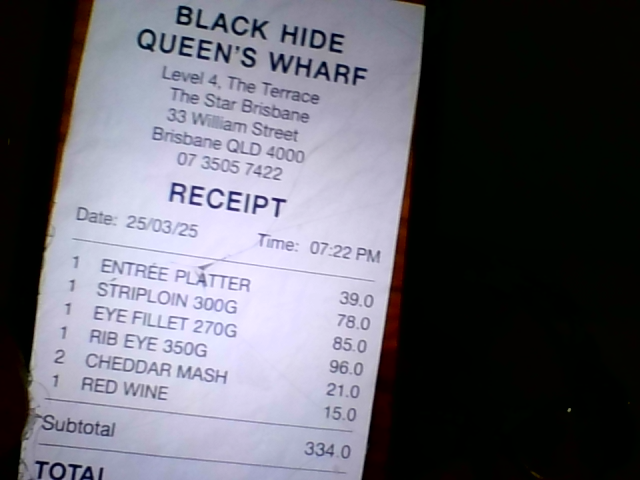 BLACK HIDE
QUEEN'S WHARF
Level 4, The Terrace
The Star Brisbane
33 William Street
Brisbane QLD 4000
07 3505 7422
RECEIPT
Date: 25/03/25 Time: 07:22 PM
1 ENTRÉE PLATTER 39.0
1 STRIPLOIN 300G 78.0
1 EYE FILLET 270G 85.0
1 RIB EYE 350G 96.0
2 CHEDDAR MASH 21.0
1 RED WINE 15.0
Subtotal 334.0
TOTAL